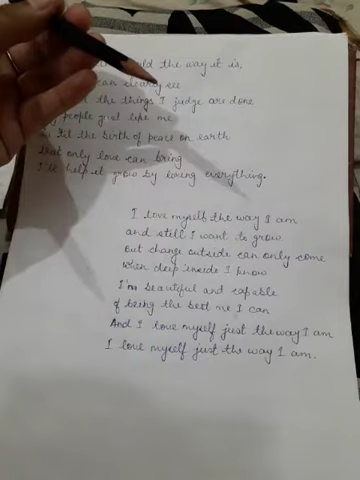 ld the way it is,
can clearly see
the things I judge are done
people just like me
til the birth of peace on earth
that only love can bring
I'll help it grow by loving everything.
I love myself the way I am
and still I want to grow
but change outside can only come
when deep inside I know
I'm beautiful and capable
of being the best me I can
And I love myself just the way I am
I love myself just the way I am.